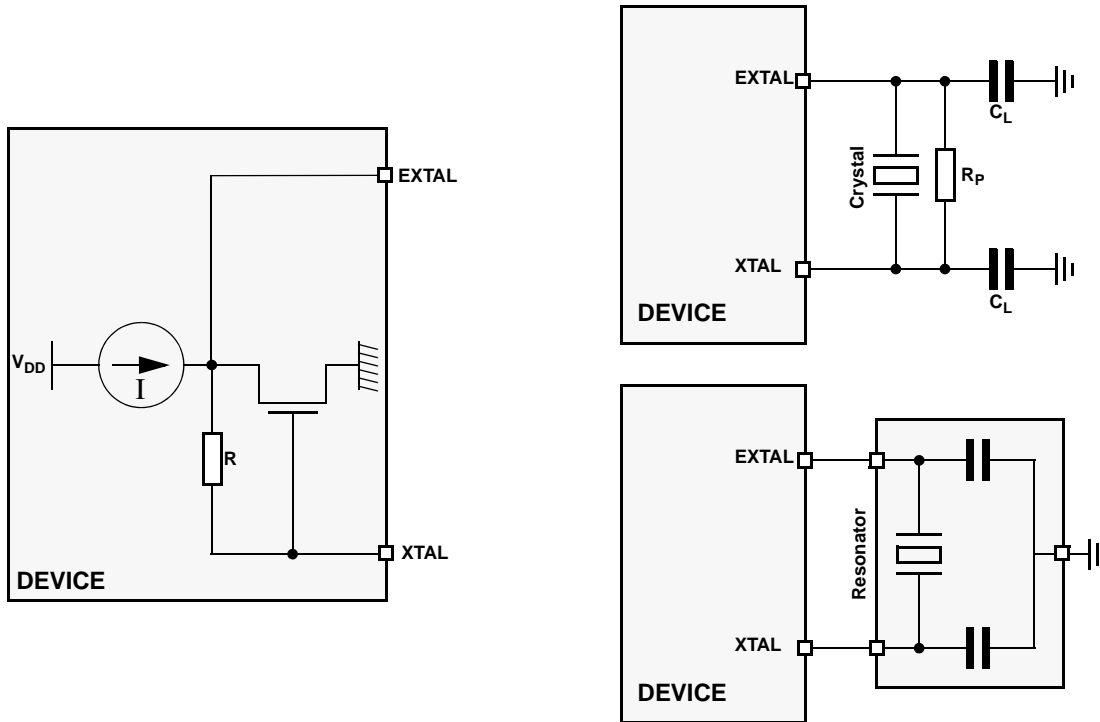 EXTAL
V_DD
I
R
XTAL
DEVICE
EXTAL
C_L
Crystal
R_P
XTAL
C_L
DEVICE
EXTAL
Resonator
XTAL
DEVICE